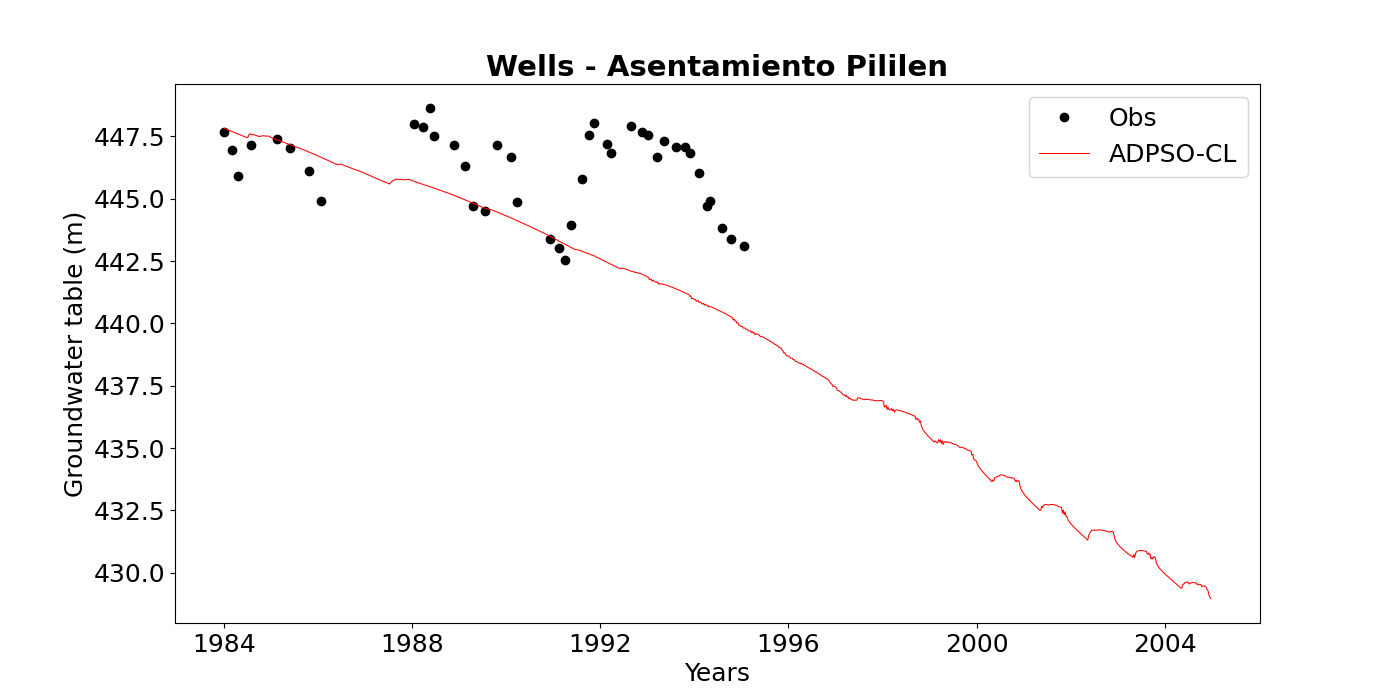 Wells - Asentamiento Pililen
Obs
ADPSO-CL
Groundwater table (m)
447.5
445.0
442.5
440.0
437.5
435.0
432.5
430.0
1984 1988 1992 1996 2000 2004
Years